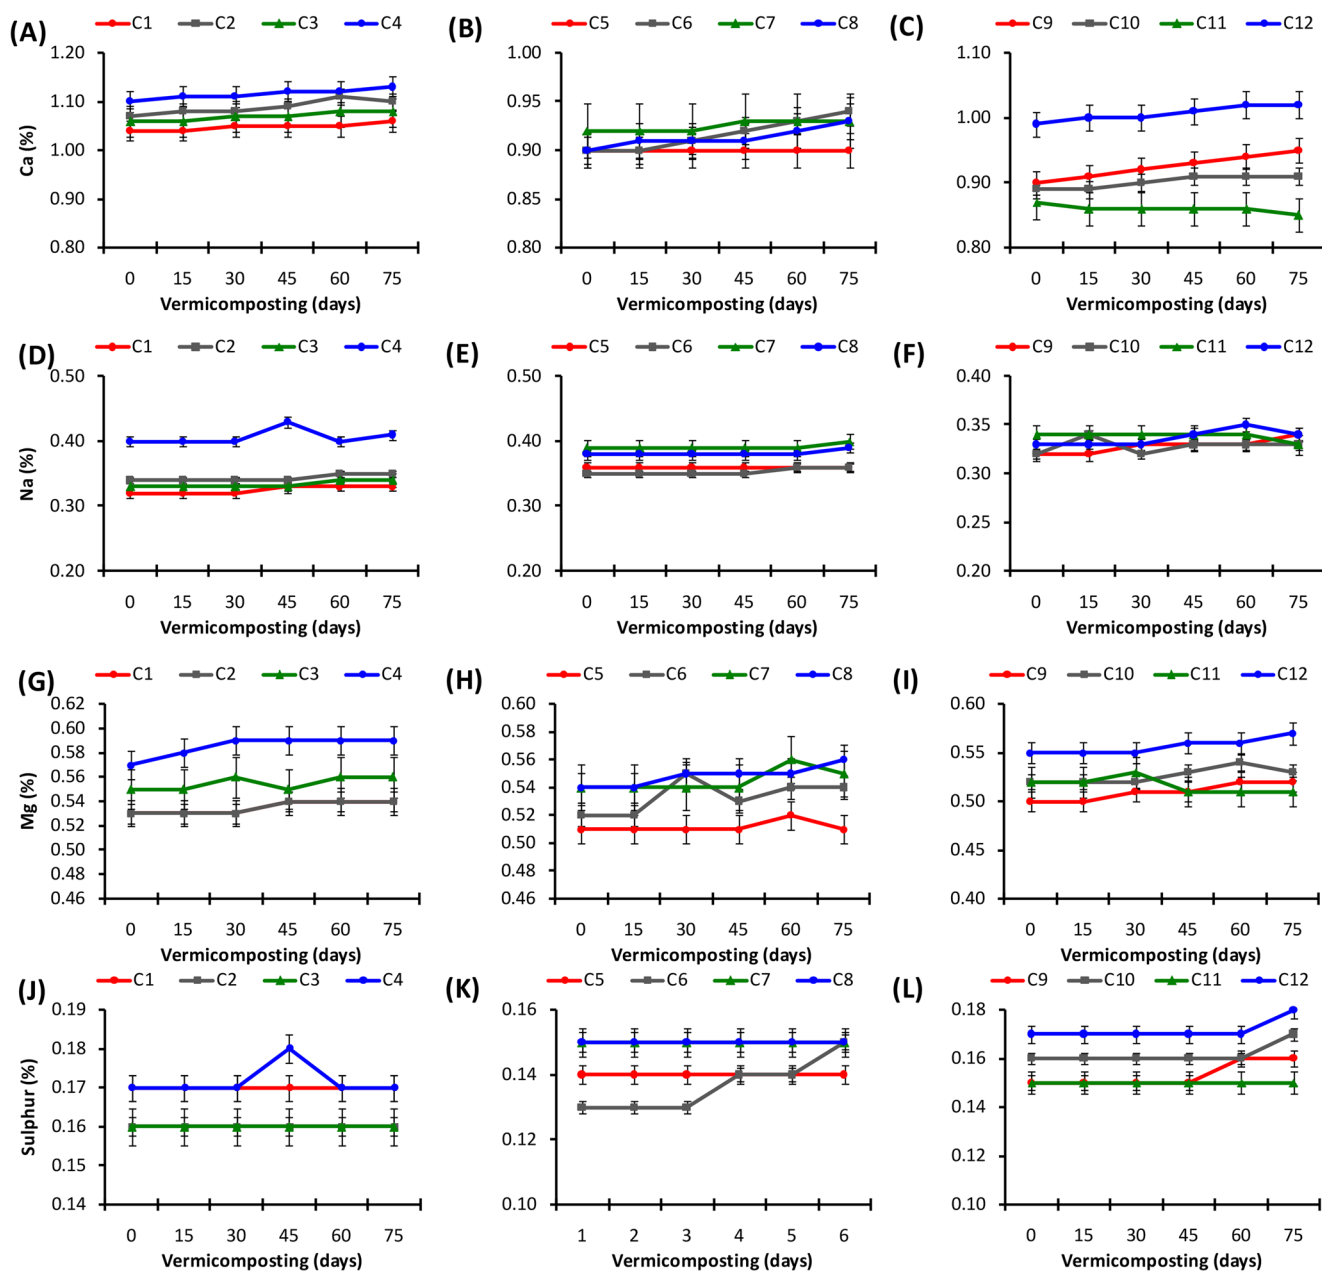 (A) C1 C2 C3 C4
1.20
1.10
1.00
0.90
0.80
Ca (%)
0 15 30 45 60 75
Vermicomposting (days)
(B) C5 C6 C7 C8
1.00
0.95
0.90
0.85
0.80
0 15 30 45 60 75
Vermicomposting (days)
(C) C9 C10 C11 C12
1.10
1.00
0.90
0.80
0 15 30 45 60 75
Vermicomposting (days)
(D) C1 C2 C3 C4
0.50
0.40
0.30
0.20
Na (%)
0 15 30 45 60 75
Vermicomposting (days)
(E) C5 C6 C7 C8
0.50
0.40
0.30
0.20
0 15 30 45 60 75
Vermicomposting (days)
(F) C9 C10 C11 C12
0.40
0.35
0.30
0.25
0.20
0 15 30 45 60 75
Vermicomposting (days)
(G) C1 C2 C3 C4
0.62
0.60
0.58
0.56
0.54
0.52
0.50
0.48
0.46
Mg (%)
0 15 30 45 60 75
Vermicomposting (days)
(H) C5 C6 C7 C8
0.60
0.58
0.56
0.54
0.52
0.50
0.48
0.46
0 15 30 45 60 75
Vermicomposting (days)
(I) C9 C10 C11 C12
0.60
0.55
0.50
0.45
0.40
0 15 30 45 60 75
Vermicomposting (days)
(J) C1 C2 C3 C4
0.19
0.18
0.17
0.16
0.15
0.14
Sulphur (%)
0 15 30 45 60 75
Vermicomposting (days)
(K) C5 C6 C7 C8
0.16
0.14
0.12
0.10
1 2 3 4 5 6
Vermicomposting (days)
(L) C9 C10 C11 C12
0.18
0.16
0.14
0.12
0.10
0 15 30 45 60 75
Vermicomposting (days)